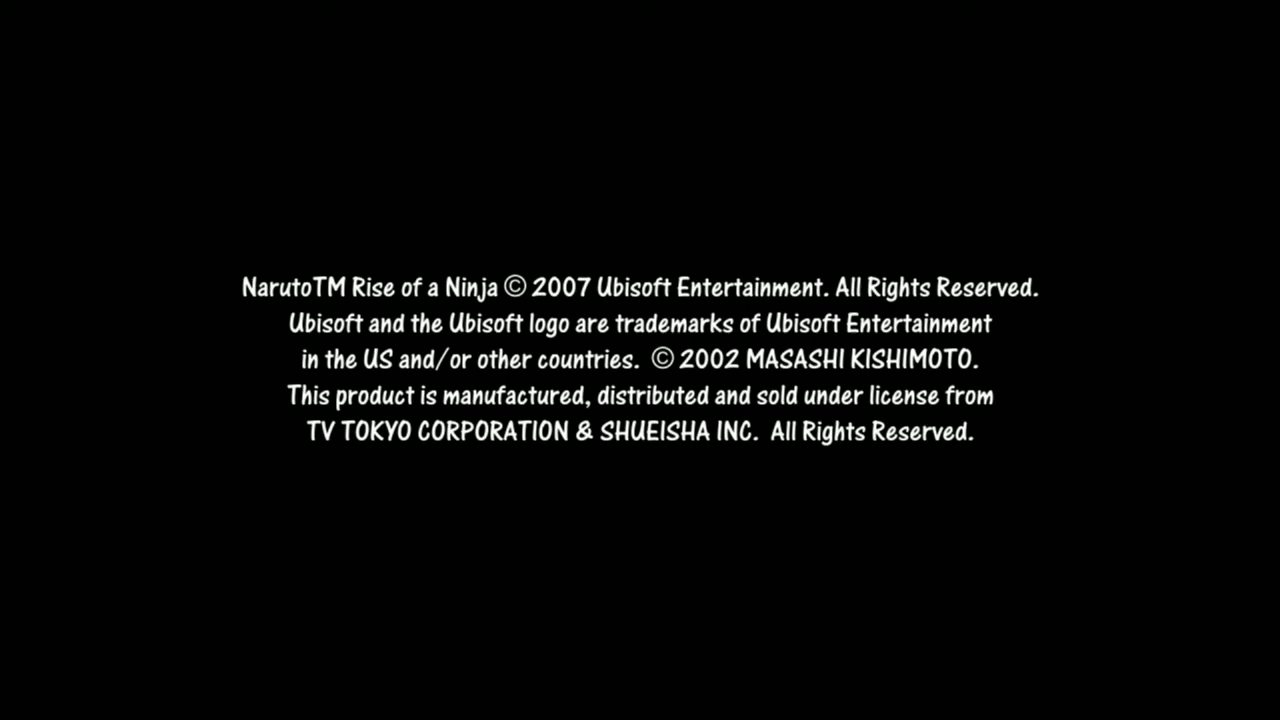 NarutoTM Rise of a Ninja © 2007 Ubisoft Entertainment. All Rights Reserved.
Ubisoft and the Ubisoft logo are trademarks of Ubisoft Entertainment
in the US and/or other countries.  © 2002 MASASHI KISHIMOTO.
This product is manufactured, distributed and sold under license from
TV TOKYO CORPORATION & SHUEISHA INC.  All Rights Reserved.